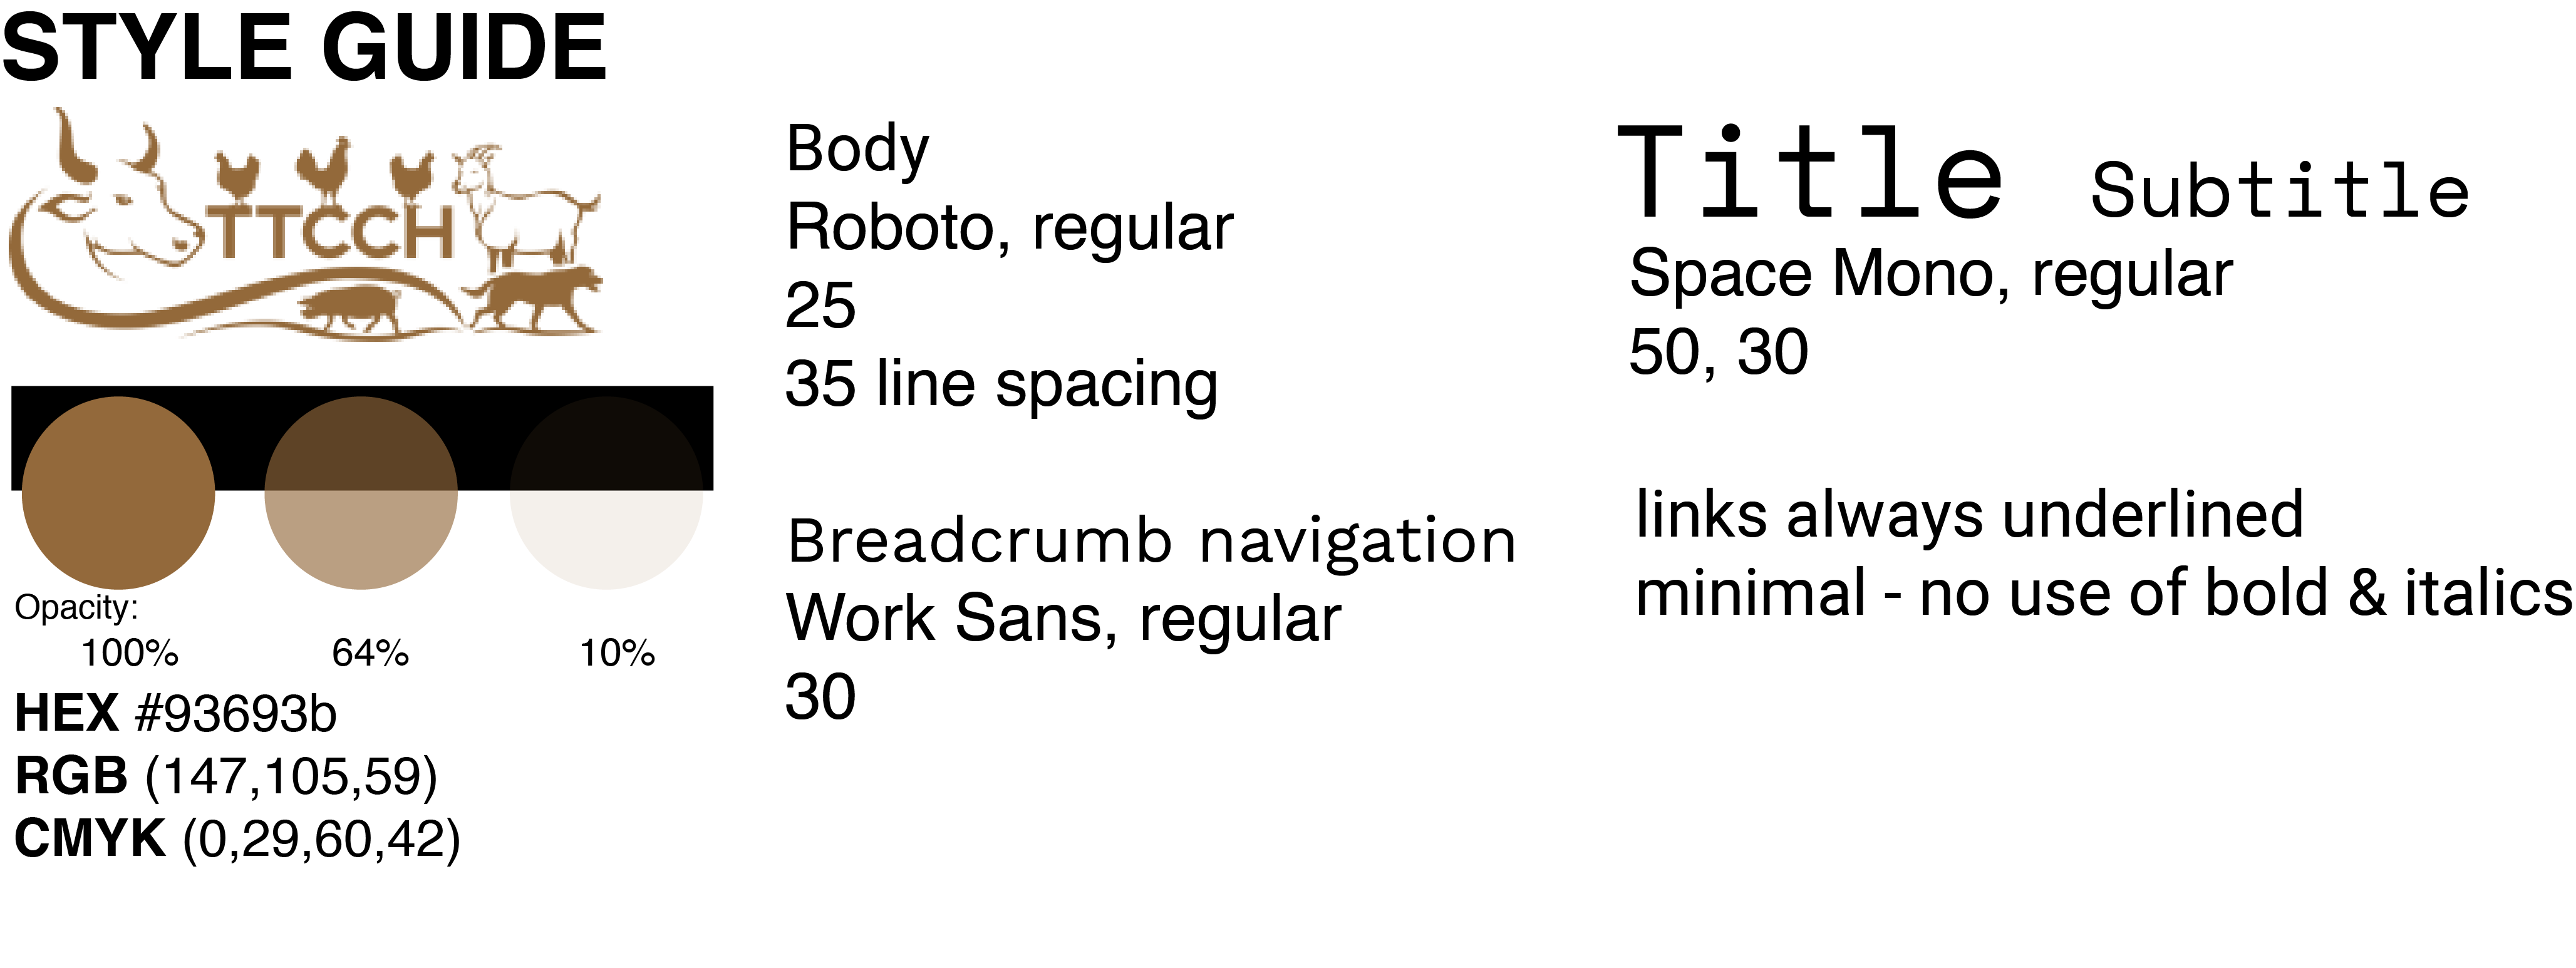 STYLE GUIDE
TTCCH
Opacity:
100% 64% 10%
HEX #93693b
RGB (147,105,59)
CMYK (0,29,60,42)
Body
Roboto, regular
25
35 line spacing
Breadcrumb navigation
Work Sans, regular
30
Title Subtitle
Space Mono, regular
50, 30
links always underlined
minimal - no use of bold & italics